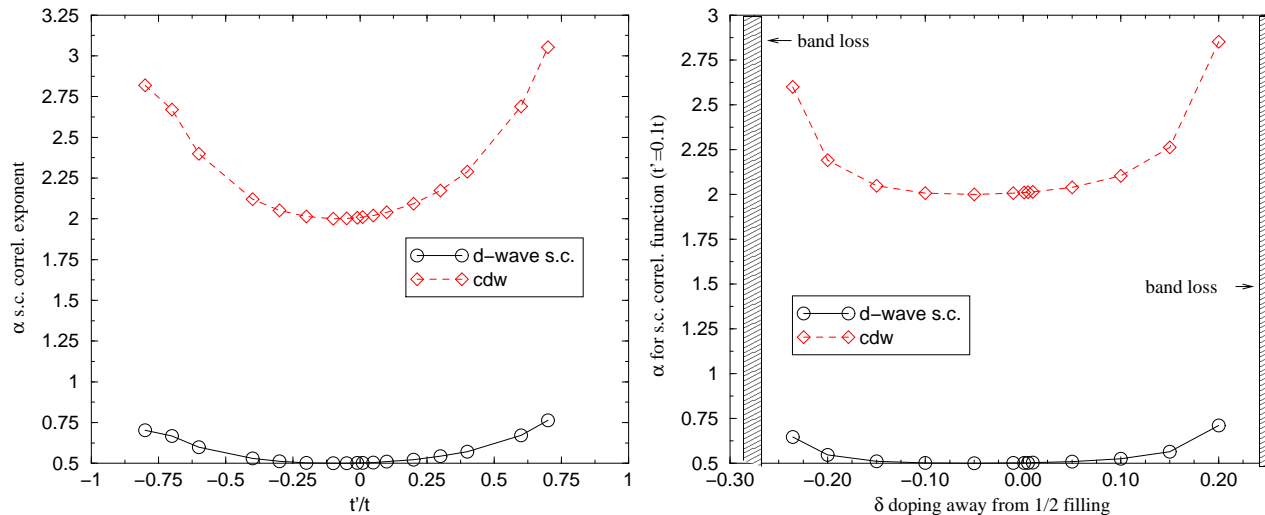 α s.c. correl. exponent
3.25
3
2.75
2.5
2.25
2
1.75
1.5
1.25
1
0.75
0.5
d−wave s.c.
cdw
−1 −0.75 −0.50 −0.25 0 0.25 0.50 0.75 1
t’/t
α for s.c. correl. function (t’=0.1t)
3
2.75
2.5
2.25
2
1.75
1.5
1.25
1
0.75
0.5
band loss
band loss
d−wave s.c.
cdw
−0.30 −0.20 −0.10 0.00 0.10 0.20
δ doping away from 1/2 filling